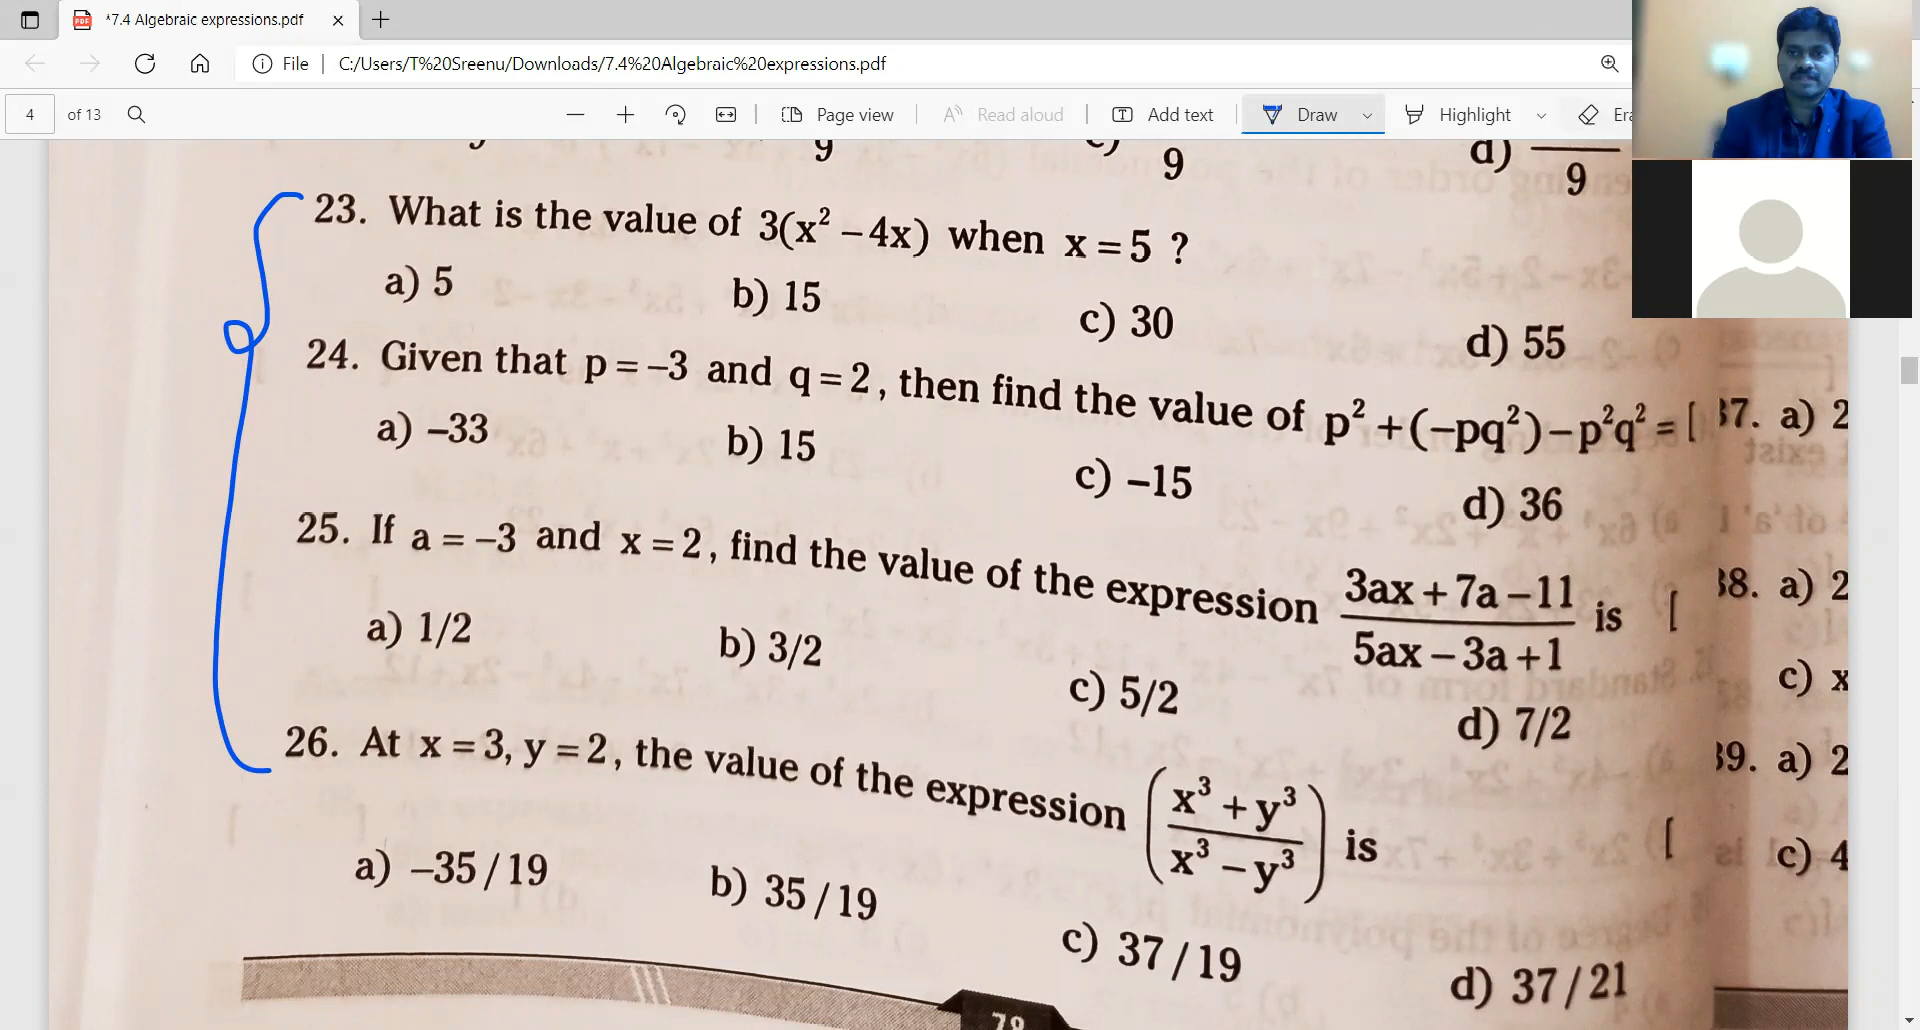 *7.4 Algebraic expressions.pdf
File | C:/Users/T%20Sreenu/Downloads/7.4%20Algebraic%20expressions.pdf
4 of 13 Page view Read aloud Add text Draw Highlight
9 d) 9
23. What is the value of 3(x² – 4x) when x = 5 ?
a) 5 b) 15 c) 30 d) 55
24. Given that p = –3 and q = 2, then find the value of p² + (–pq²) – p²q² = [
a) –33 b) 15 c) –15 d) 36
25. If a = –3 and x = 2, find the value of the expression (3ax + 7a – 11)/(5ax – 3a + 1) is [
a) 1/2 b) 3/2 c) 5/2 d) 7/2
26. At x = 3, y = 2, the value of the expression ((x³ + y³)/(x³ – y³)) is [
a) –35 / 19 b) 35 / 19 c) 37 / 19 d) 37 / 21
37. a) 2
38. a) 2
c) x
39. a) 2
c) 4